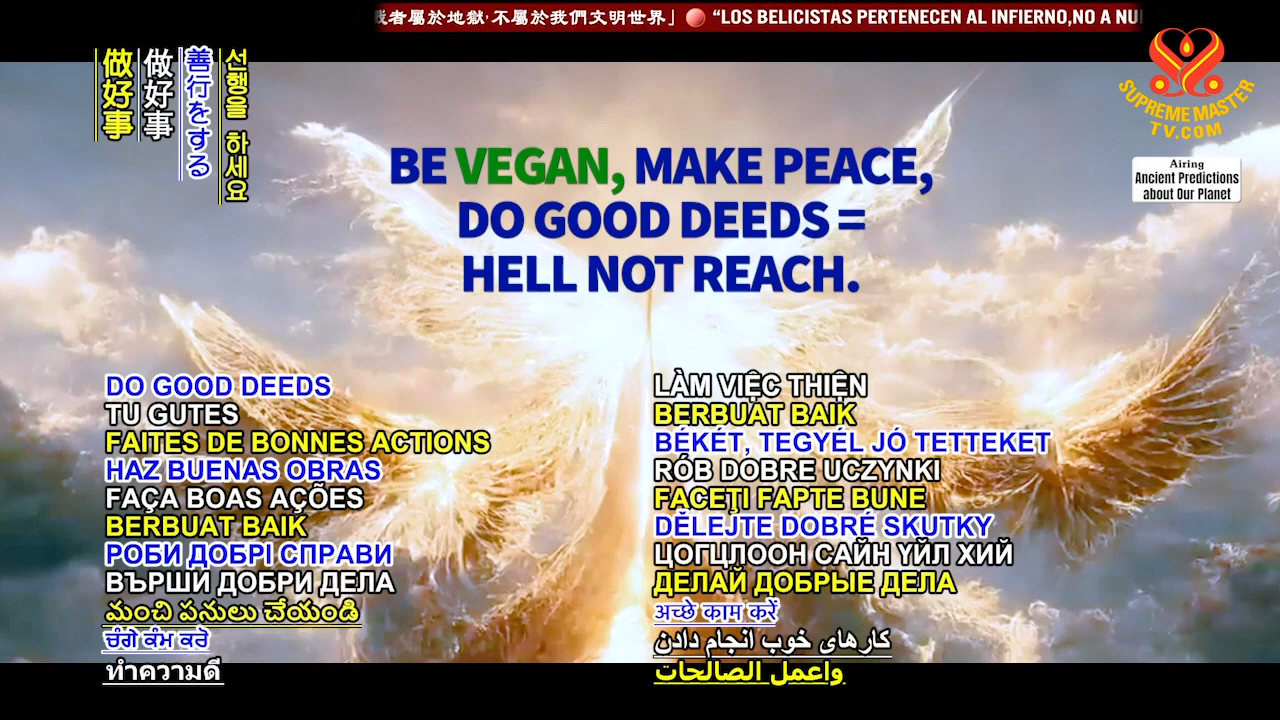 戰者屬於地獄，不屬於我們文明世界」 “LOS BELICISTAS PERTENECEN AL INFIERNO,NO A NU
SUPREME MASTER
TV.COM
Airing
Ancient Predictions
about Our Planet
做好事
做好事
善行をする
선행을 하세요
BE VEGAN, MAKE PEACE,
DO GOOD DEEDS =
HELL NOT REACH.
DO GOOD DEEDS
TU GUTES
FAITES DE BONNES ACTIONS
HAZ BUENAS OBRAS
FAÇA BOAS AÇÕES
BERBUAT BAIK
РОБИ ДОБРІ СПРАВИ
ВЪРШИ ДОБРИ ДЕЛА
మంచి పనులు చేయండి
ਚੰਗੇ ਕੰਮ ਕਰੋ
ทำความดี
LÀM VIỆC THIỆN
BERBUAT BAIK
BÉKÉT, TEGYÉL JÓ TETTEKET
RÓB DOBRE UCZYNKI
FACEŢI FAPTE BUNE
DĚLEJTE DOBRÉ SKUTKY
ЦОГЦЛООН САЙН ҮЙЛ ХИЙ
ДЕЛАЙ ДОБРЫЕ ДЕЛА
अच्छे काम करें
کارهای خوب انجام دادن
واعمل الصالحات